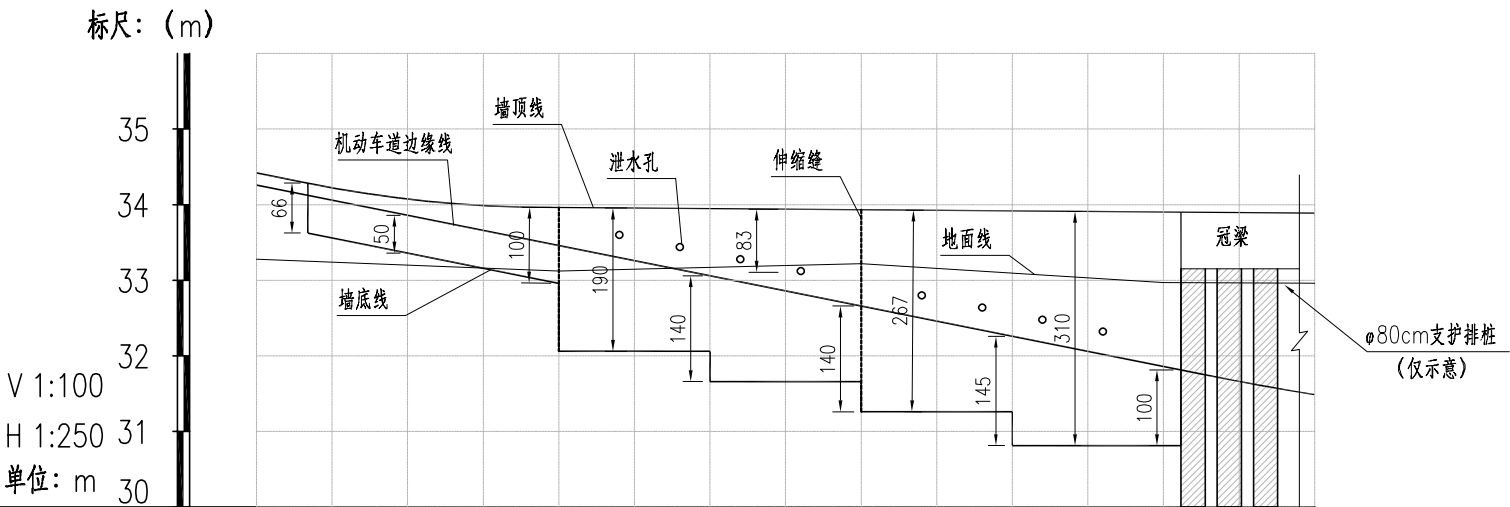 标尺：(m)
35
34
33
32
31
30
V 1:100
H 1:250
单位：m
墙顶线
机动车道边缘线
泄水孔
伸缩缝
地面线
冠梁
墙底线
φ80cm支护排桩
(仅示意)
66
50
100
190
83
140
140
267
310
145
100